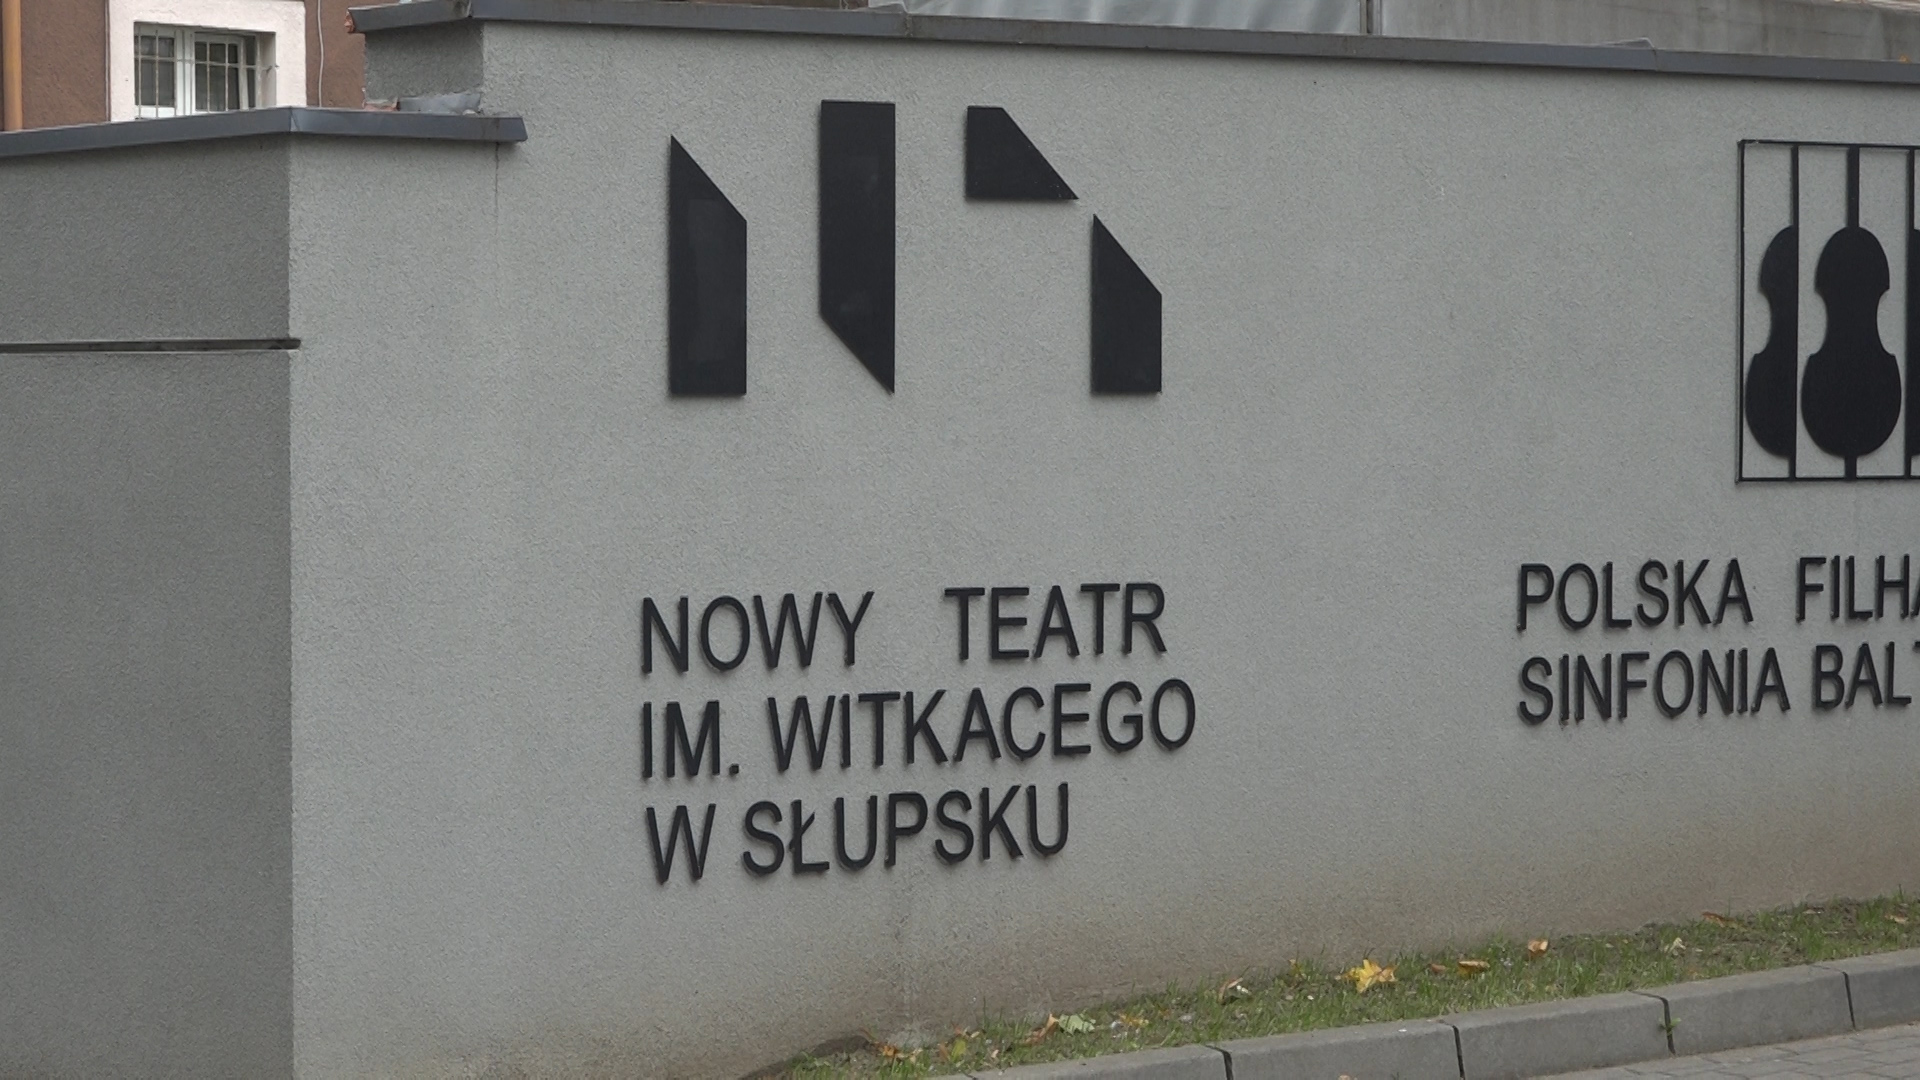 NOWY TEATR
IM. WITKACEGO
W SŁUPSKU
POLSKA
SINFONIA